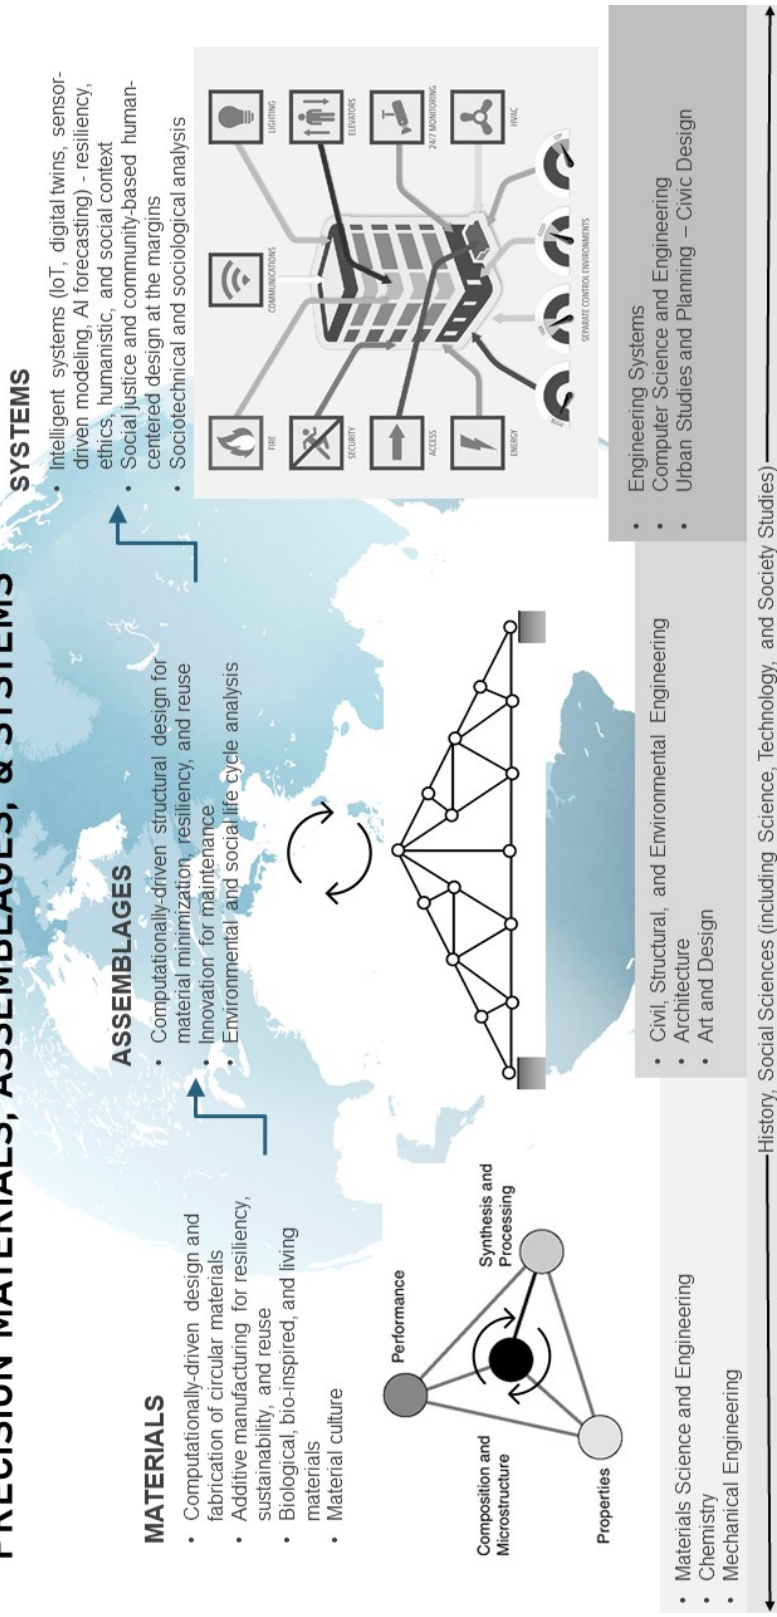 PRECISION MATERIALS, ASSEMBLAGES, & SYSTEMS
MATERIALS
• Computationally-driven design and
fabrication of circular materials
• Additive manufacturing for resiliency,
sustainability, and reuse
• Biological, bio-inspired, and living
materials
• Material culture
Performance
Composition and
Microstructure
Synthesis and
Processing
Properties
• Materials Science and Engineering
• Chemistry
• Mechanical Engineering
ASSEMBLAGES
• Computationally-driven structural design for
material minimization, resiliency, and reuse
• Innovation for maintenance
• Environmental and social life cycle analysis
• Civil, Structural, and Environmental Engineering
• Architecture
• Art and Design
SYSTEMS
• Intelligent systems (IoT, digital twins, sensor-
driven modeling, AI forecasting) - resiliency,
ethics, humanistic, and social context
• Social justice and community-based human-
centered design at the margins
• Sociotechnical and sociological analysis
FIRE
COMMUNICATIONS
LIGHTING
SECURITY
ELEVATORS
ACCESS
24/7 MONITORING
ENERGY
HVAC
SEPARATE CONTROL ENVIRONMENTS
• Engineering Systems
• Computer Science and Engineering
• Urban Studies and Planning – Civic Design
History, Social Sciences (including Science, Technology, and Society Studies)